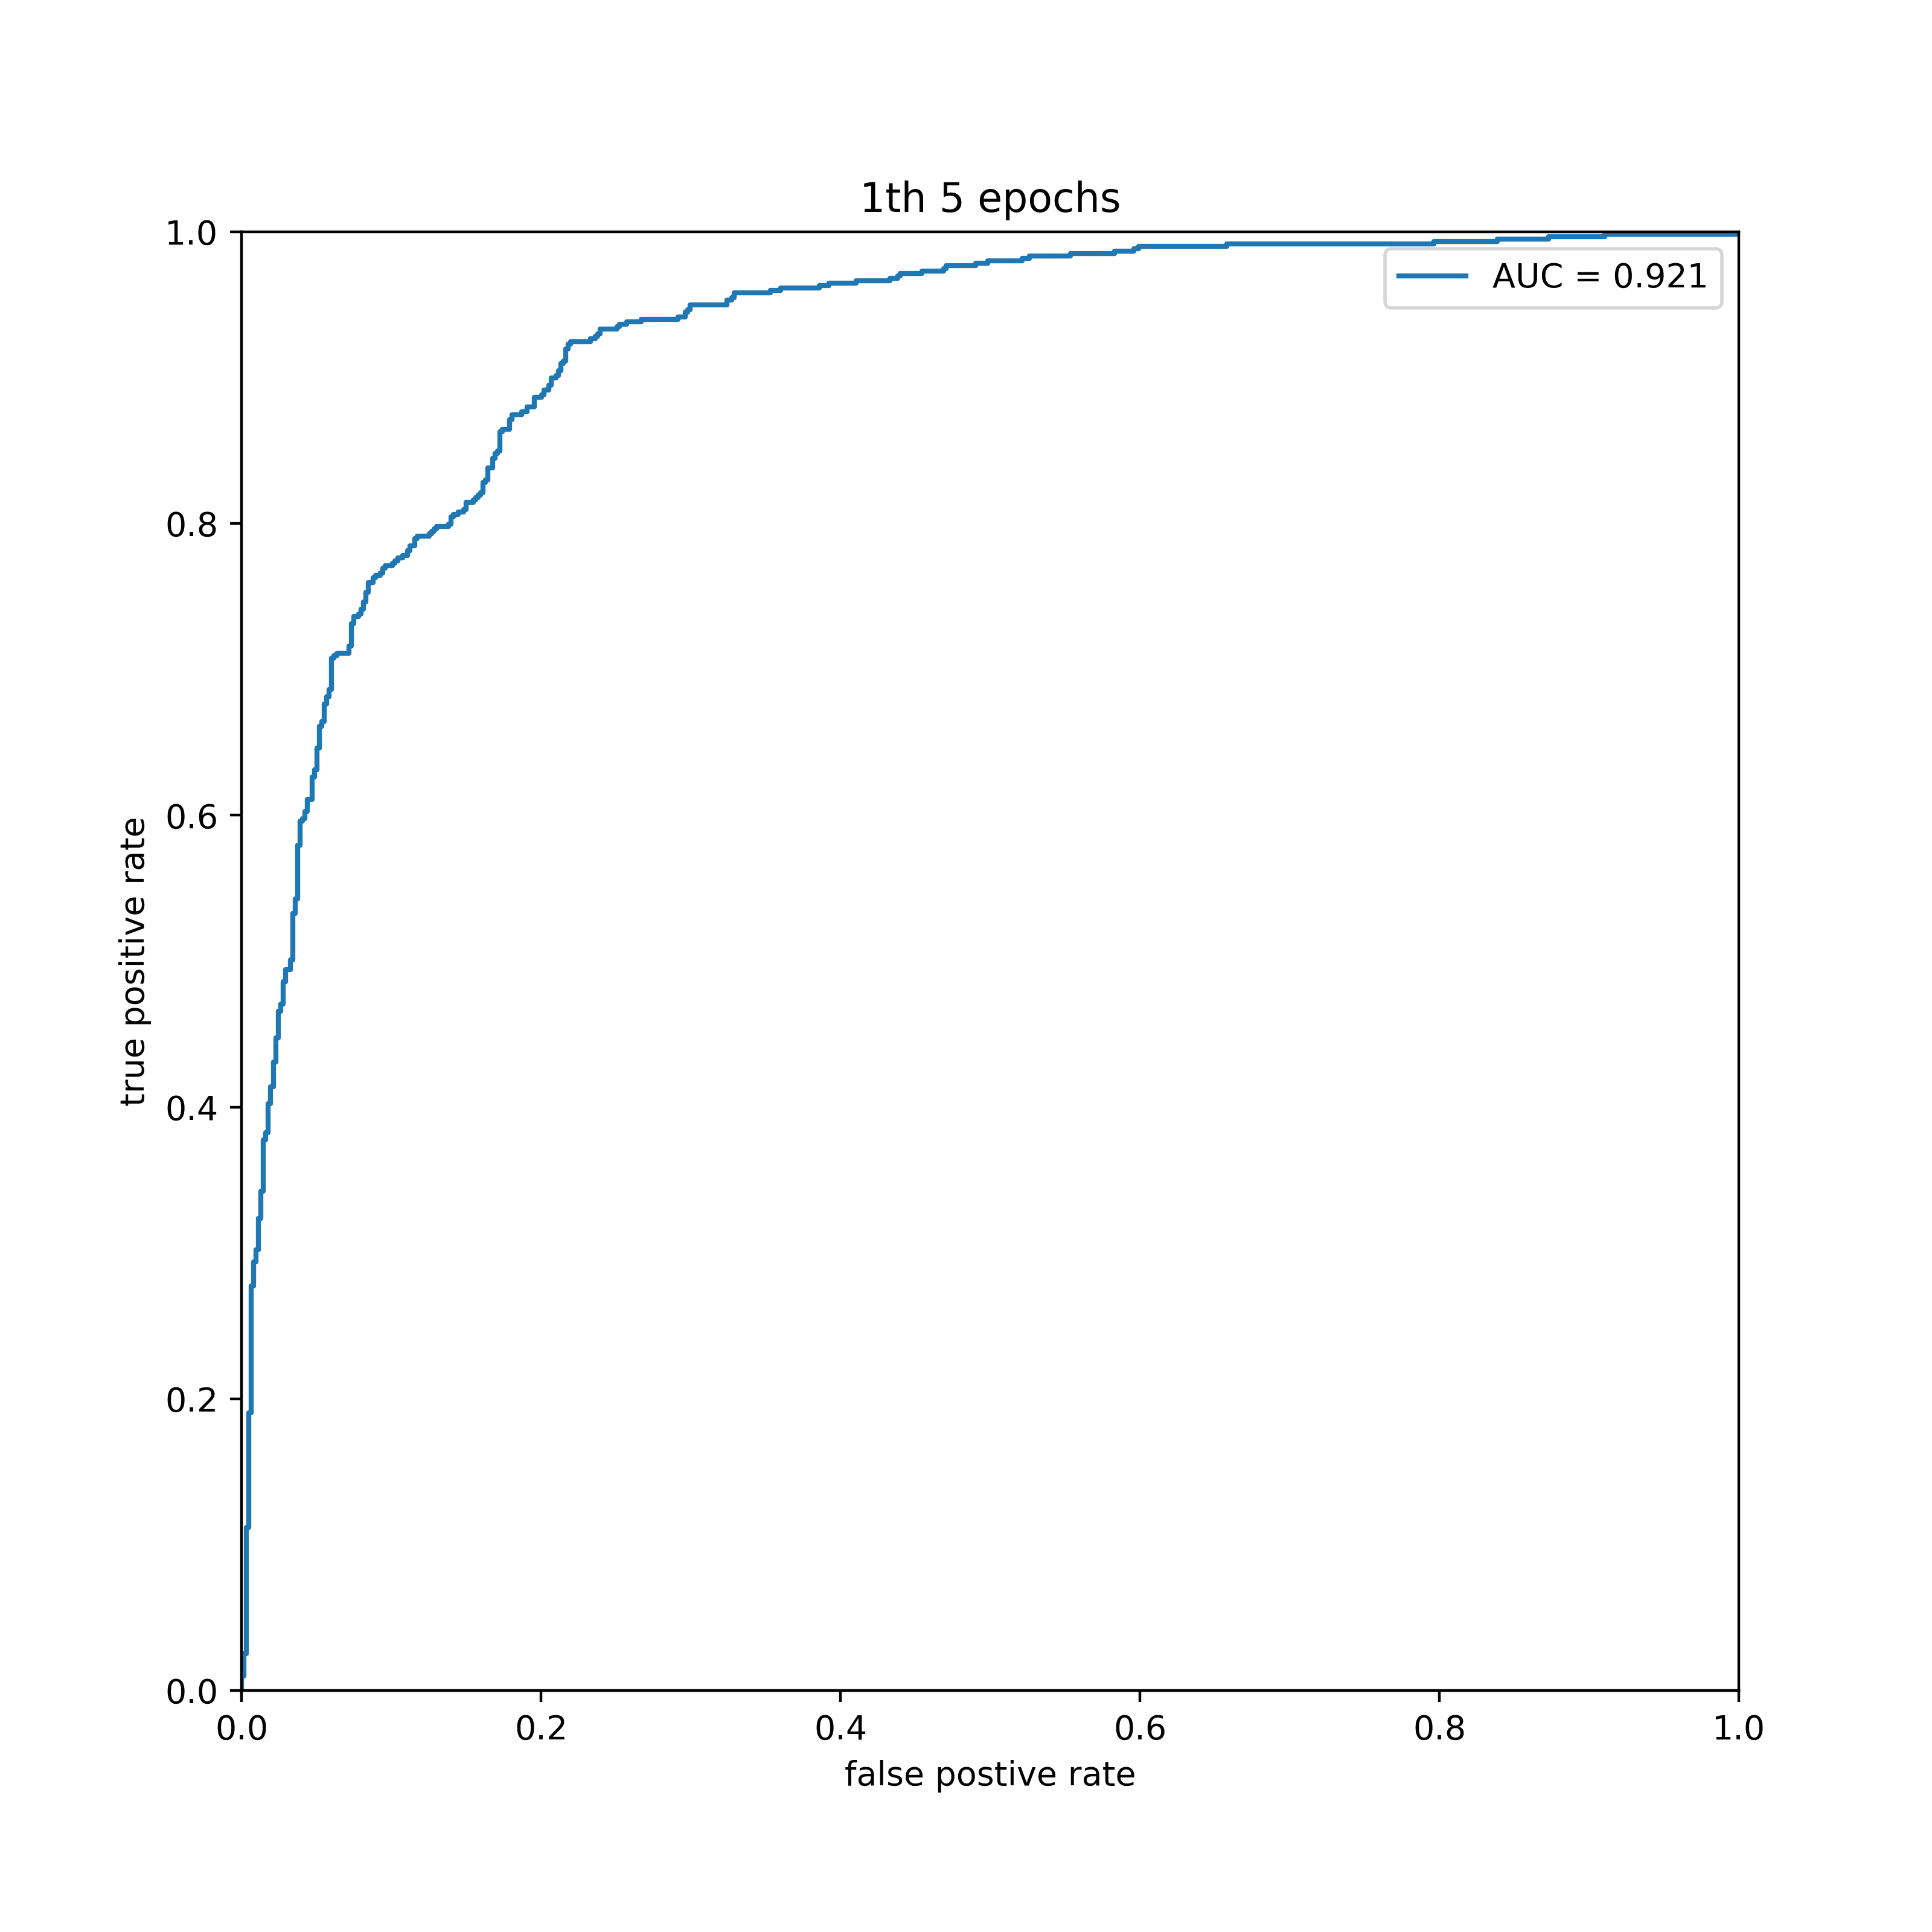 1th 5 epochs
AUC = 0.921
1.0
0.8
0.6
0.4
0.2
0.0
true positive rate
0.0 0.2 0.4 0.6 0.8 1.0
false postive rate